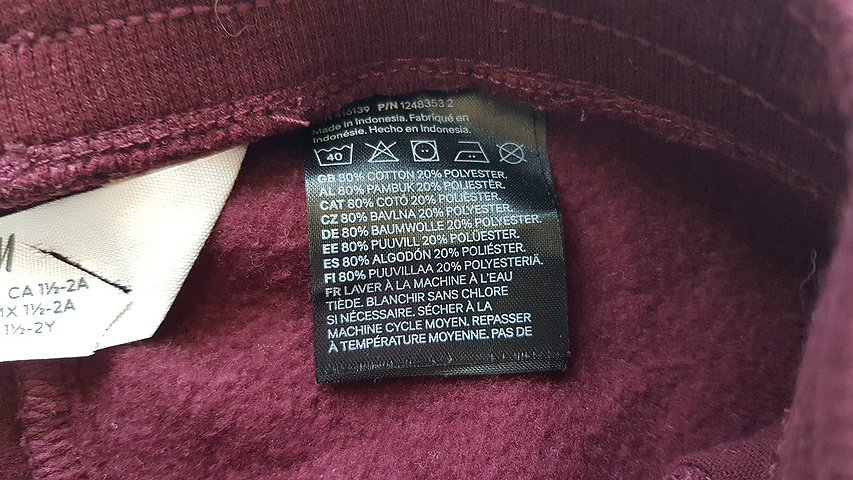 416139 P/N 1248353 2
Made in Indonesia. Fabriqué en
Indonésie. Hecho en Indonesia.
40
GB 80% COTTON 20% POLYESTER.
AL 80% PAMBUK 20% POLIESTËR.
CAT 80% COTÓ 20% POLIÈSTER.
CZ 80% BAVLNA 20% POLYESTER.
DE 80% BAUMWOLLE 20% POLYESTER.
EE 80% PUUVILL 20% POLÜESTER.
ES 80% ALGODÓN 20% POLIÉSTER.
FI 80% PUUVILLAA 20% POLYESTERIÄ.
FR LAVER À LA MACHINE À L'EAU
TIÈDE. BLANCHIR SANS CHLORE
SI NÉCESSAIRE. SÉCHER À LA
MACHINE CYCLE MOYEN. REPASSER
À TEMPÉRATURE MOYENNE. PAS DE
CA 1½-2A
MX 1½-2A
1½-2Y